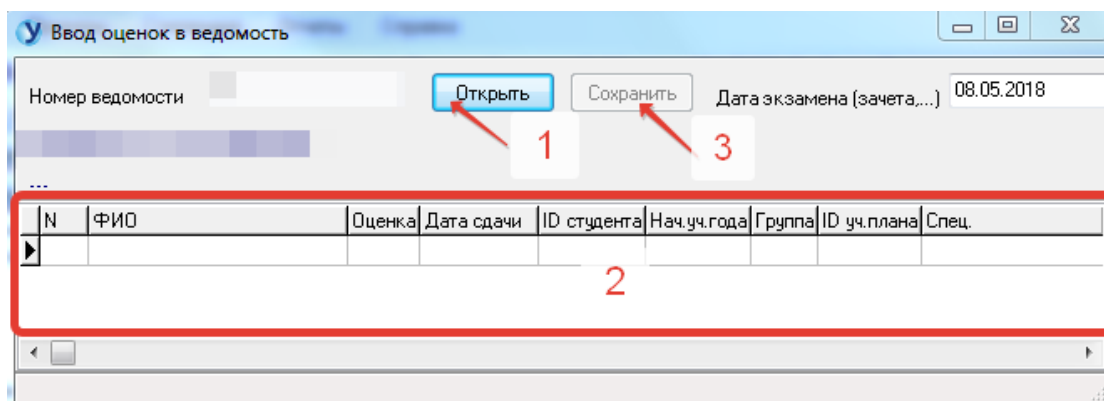 Ввод оценок в ведомость
Номер ведомости Открыть Сохранить Дата экзамена (зачета,...) 08.05.2018
1 3
...
N ФИО Оценка Дата сдачи ID студента Нач.уч.года Группа ID уч.плана Спец.
2